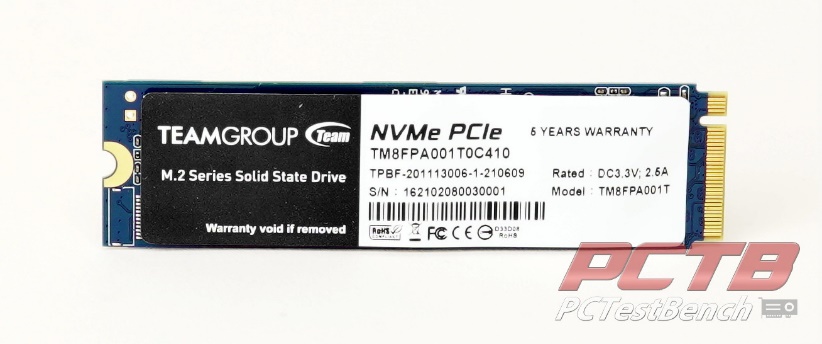 TEAMGROUP Team
M.2 Series Solid State Drive
Warranty void if removed
NVMe PCIe 5 YEARS WARRANTY
TM8FPA001T0C410
TPBF-201113006-1-210609 Rated : DC3.3V; 2.5A
S/N : 162102080030001 Model : TM8FPA001T
RoHS FC CE D33D26
RoHS
PCTB
PCTestBench